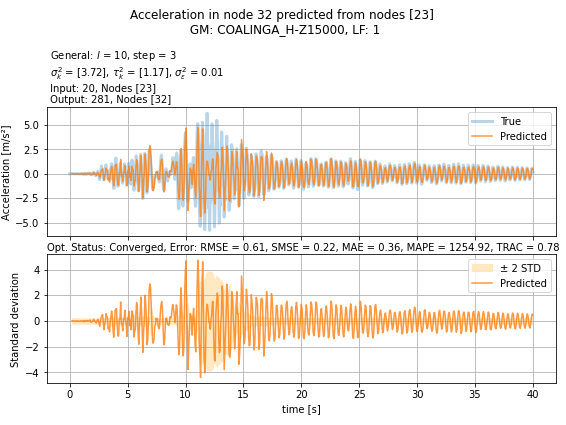 Acceleration in node 32 predicted from nodes [23]
GM: COALINGA_H-Z15000, LF: 1
General: l = 10, step = 3
σ²ₖ = [3.72], τ²ₖ = [1.17], σ²ε = 0.01
Input: 20, Nodes [23]
Output: 281, Nodes [32]
Acceleration [m/s²]
5.0
2.5
0.0
−2.5
−5.0
True
Predicted
Opt. Status: Converged, Error: RMSE = 0.61, SMSE = 0.22, MAE = 0.36, MAPE = 1254.92, TRAC = 0.78
Standard deviation
4
2
0
−2
−4
± 2 STD
Predicted
0 5 10 15 20 25 30 35 40
time [s]